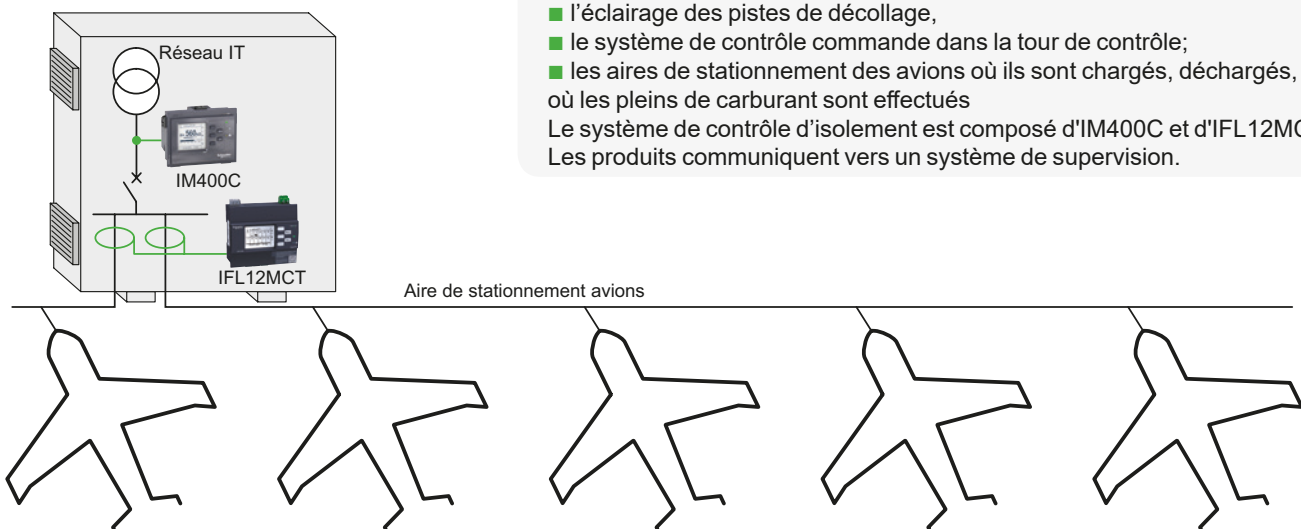 ■ l’éclairage des pistes de décollage,
■ le système de contrôle commande dans la tour de contrôle;
■ les aires de stationnement des avions où ils sont chargés, déchargés,
où les pleins de carburant sont effectués
Le système de contrôle d’isolement est composé d'IM400C et d'IFL12MC
Les produits communiquent vers un système de supervision.
Réseau IT
IM400C
IFL12MCT
Aire de stationnement avions